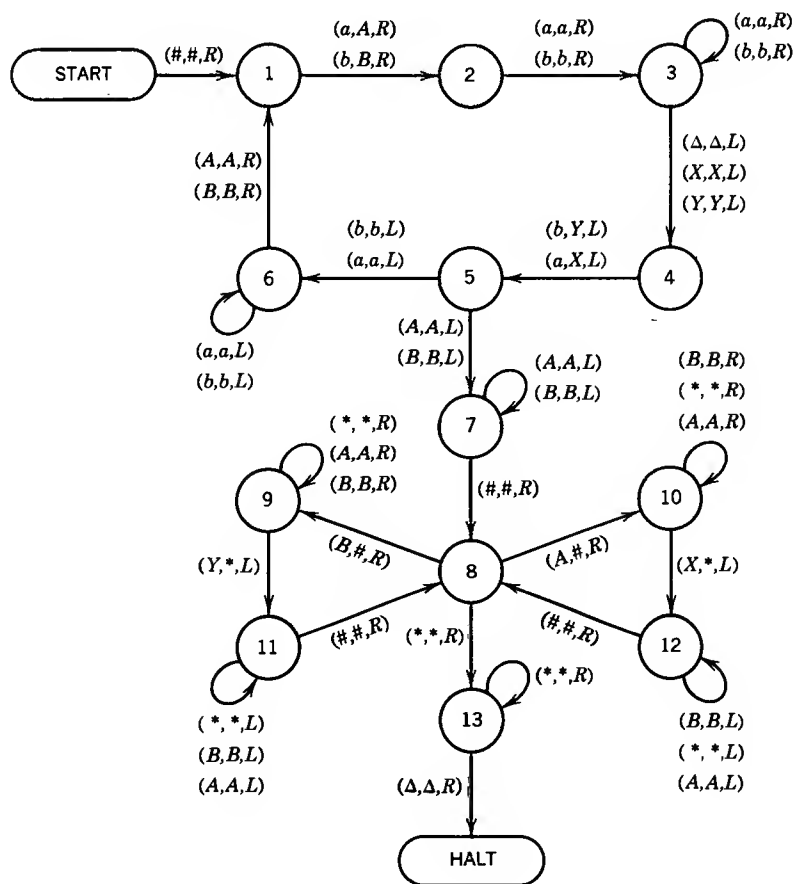 START
(#,#,R)
1
(a,A,R)
(b,B,R)
2
(a,a,R)
(b,b,R)
3
(a,a,R)
(b,b,R)
(A,A,R)
(B,B,R)
(Δ,Δ,L)
(X,X,L)
(Y,Y,L)
6
(b,b,L)
(a,a,L)
5
(b,Y,L)
(a,X,L)
4
(a,a,L)
(b,b,L)
(A,A,L)
(B,B,L)
7
(A,A,L)
(B,B,L)
(B,B,R)
(*,*,R)
(A,A,R)
(*,*,R)
(A,A,R)
(B,B,R)
9
(#,#,R)
10
(Y,*,L)
(B,#,R)
8
(A,#,R)
(X,*,L)
11
(#,#,R)
(*,*,R)
(#,#,R)
12
(*,*,L)
(B,B,L)
(A,A,L)
13
(*,*,R)
(B,B,L)
(*,*,L)
(A,A,L)
(Δ,Δ,R)
HALT